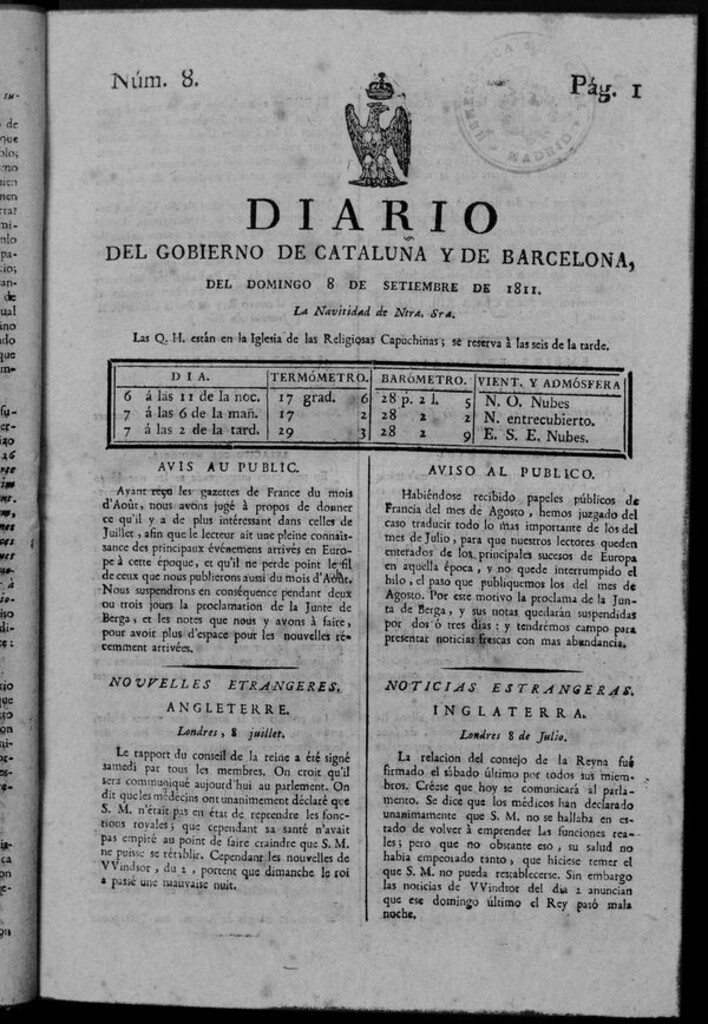 Núm. 8.
Pág. 1
DIARIO
DEL GOBIERNO DE CATALUÑA Y DE BARCELONA,
DEL DOMINGO 8 DE SETIEMBRE DE 1811.
La Navitidad de Ntra. Sra.
Las Q. H. están en la Iglesia de las Religiosas Capuchinas; se reserva á las seis de la tarde.
DIA. TERMÓMETRO. BARÓMETRO. VIENT. Y ADMÓSFERA
6 á las 11 de la noc. 17 grad. 6 28 p. 2 l. 5 N. O. Nubes
7 á las 6 de la mañ. 17 2 28 2 2 N. entrecubierto.
7 á las 2 de la tard. 29 3 28 2 9 E. S. E. Nubes.
AVIS AU PUBLIC.
Ayant reçu les gazettes de France du mois
d'Août, nous avons jugé à propos de donner
ce qu'il y a de plus intéressant dans celles de
Juillet, afin que le lecteur ait une pleine connais-
sance des principaux événemens arrivés en Euro-
pe à cette époque, et qu'il ne perde point le fil
de ceux que nous publierons aussi du mois d'Août.
Nous suspendrons en conséquence pendant deux
ou trois jours la proclamation de la Junte de
Berga, et les notes que nous y avons à faire,
pour avoir plus d'espace pour les nouvelles ré-
cemment arrivées.
NOUVELLES ETRANGERES.
ANGLETERRE.
Londres, 8 juillet.
Le rapport du conseil de la reine a été signé
samedi par tous les membres. On croit qu'il
sera communiqué aujourd'hui au parlement. On
dit que les médecins ont unanimement déclaré que
S. M. n'était pas en état de reprendre les fonc-
tions royales; que cependant sa santé n'avait
pas empiré au point de faire craindre que S. M.
ne puisse se rétablir. Cependant les nouvelles de
VVindsor, du 2, portent que dimanche le roi
a passé une mauvaise nuit.
AVISO AL PUBLICO.
Habiéndose recibido papeles públicos de
Francia del mes de Agosto, hemos juzgado del
caso traducir todo lo mas importante de los del
mes de Julio, para que nuestros lectores queden
enterados de los principales sucesos de Europa
en aquella época, y no quede interrumpido el
hilo, el paso que publiquemos los del mes de
Agosto. Por este motivo la proclama de la Jun-
ta de Berga, y sus notas quedarán suspendidas
por dos ó tres dias; y tendrémos campo para
presentar noticias frescas con mas abundancia.
NOTICIAS ESTRANGERAS.
INGLATERRA.
Londres 8 de Julio.
La relacion del consejo de la Reyna fué
firmado el sábado último por todos sus miem-
bros. Créese que hoy se comunicará al parla-
mento. Se dice que los médicos han declarado
unanimamente que S. M. no se hallaba en es-
tado de volver á emprender las funciones rea-
les; pero que no obstante eso, su salud no
habia empeorado tanto, que hiciese temer el
que S. M. no pueda restablecerse. Sin embargo
las noticias de VVindsor del dia 2 anuncian
que ese domingo último el Rey pasó mala
noche.